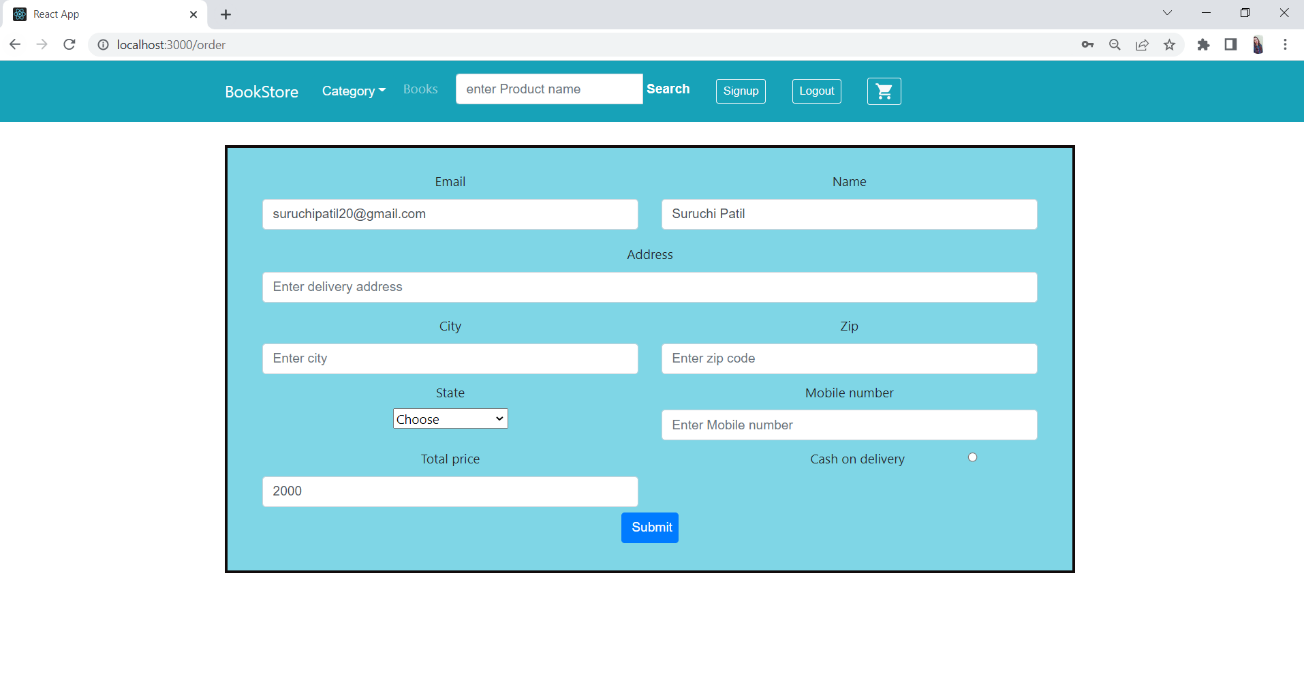 React App
localhost:3000/order
BookStore Category Books enter Product name Search Signup Logout
Email Name
suruchipatil20@gmail.com Suruchi Patil
Address
Enter delivery address
City Zip
Enter city Enter zip code
State Mobile number
Choose Enter Mobile number
Total price Cash on delivery
2000
Submit